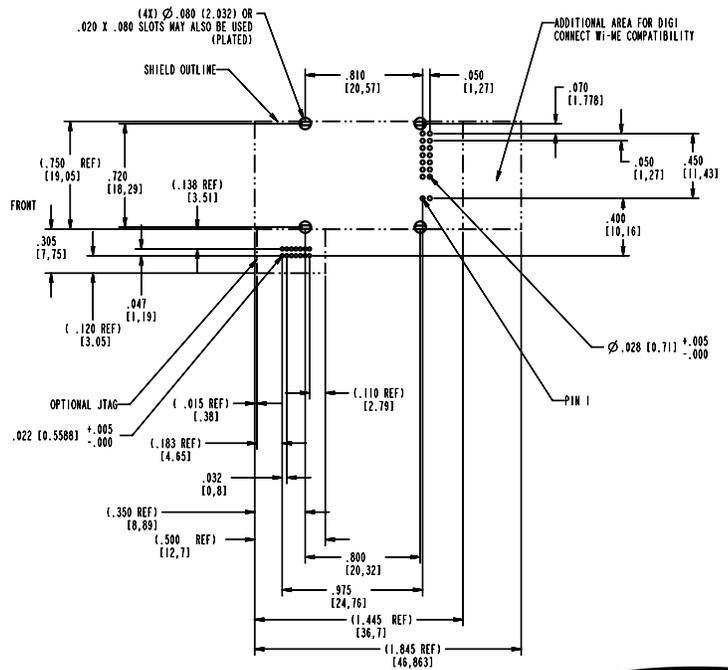 (4X) Ø .080 (2.032) OR
.020 X .080 SLOTS MAY ALSO BE USED
(PLATED)
ADDITIONAL AREA FOR DIGI
CONNECT Wi-ME COMPATIBILITY
SHIELD OUTLINE
.810
[20,57]
.050
[1,27]
.070
[1.778]
(.750 REF)
[19,05]
.720
[18,29]
(.138 REF)
[3.51]
.050
[1,27]
.450
[11,43]
FRONT
.305
[7,75]
.400
[10,16]
.047
[1,19]
( .120 REF)
[3.05]
Ø .028 [0.71] +.005
-.000
OPTIONAL JTAG
( .015 REF)
[.38]
(.110 REF)
[2.79]
PIN 1
.022 [0.5588] +.005
-.000
(.183 REF)
[4.65]
.032
[0,8]
(.350 REF)
[8,89]
(.500 REF)
[12,7]
.800
[20,32]
.975
[24,76]
(1.445 REF)
[36,7]
(1.845 REF)
[46,863]